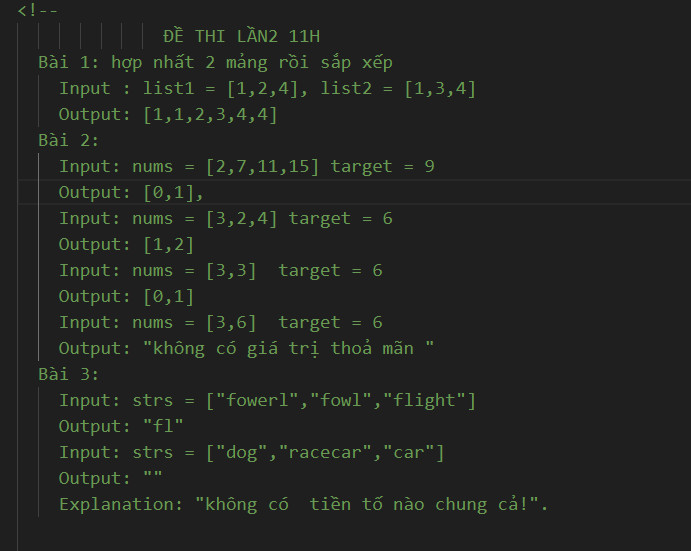 <!--
ĐỀ THI LẦN2 11H
Bài 1: hợp nhất 2 mảng rồi sắp xếp
Input : list1 = [1,2,4], list2 = [1,3,4]
Output: [1,1,2,3,4,4]
Bài 2:
Input: nums = [2,7,11,15] target = 9
Output: [0,1],
Input: nums = [3,2,4] target = 6
Output: [1,2]
Input: nums = [3,3]  target = 6
Output: [0,1]
Input: nums = [3,6]  target = 6
Output: "không có giá trị thoả mãn "
Bài 3:
Input: strs = ["fowerl","fowl","flight"]
Output: "fl"
Input: strs = ["dog","racecar","car"]
Output: ""
Explanation: "không có  tiền tố nào chung cả!".